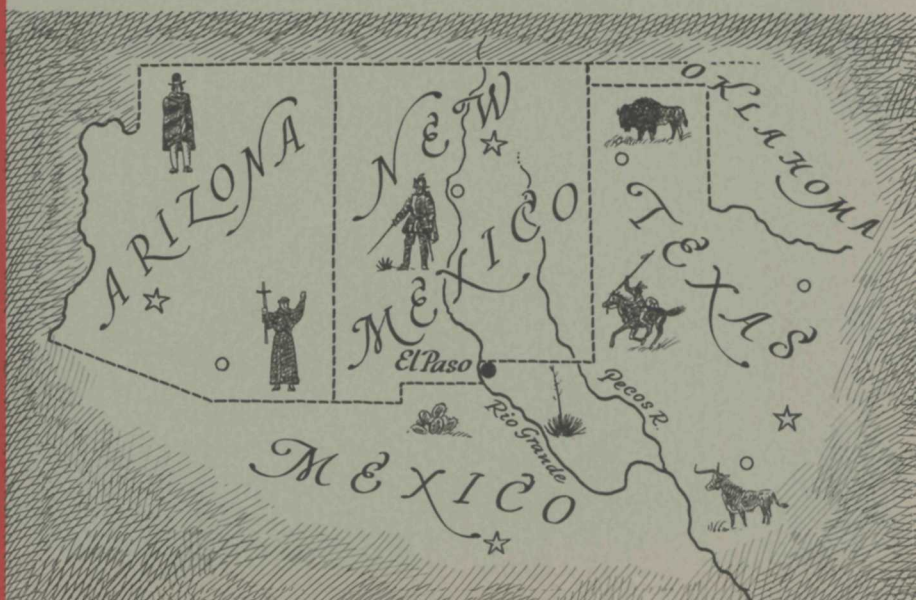 OKLAHOMA
ARIZONA
NEW
MEXICO
TEXAS
El Paso
Pecos R.
Rio Grande
MEXICO